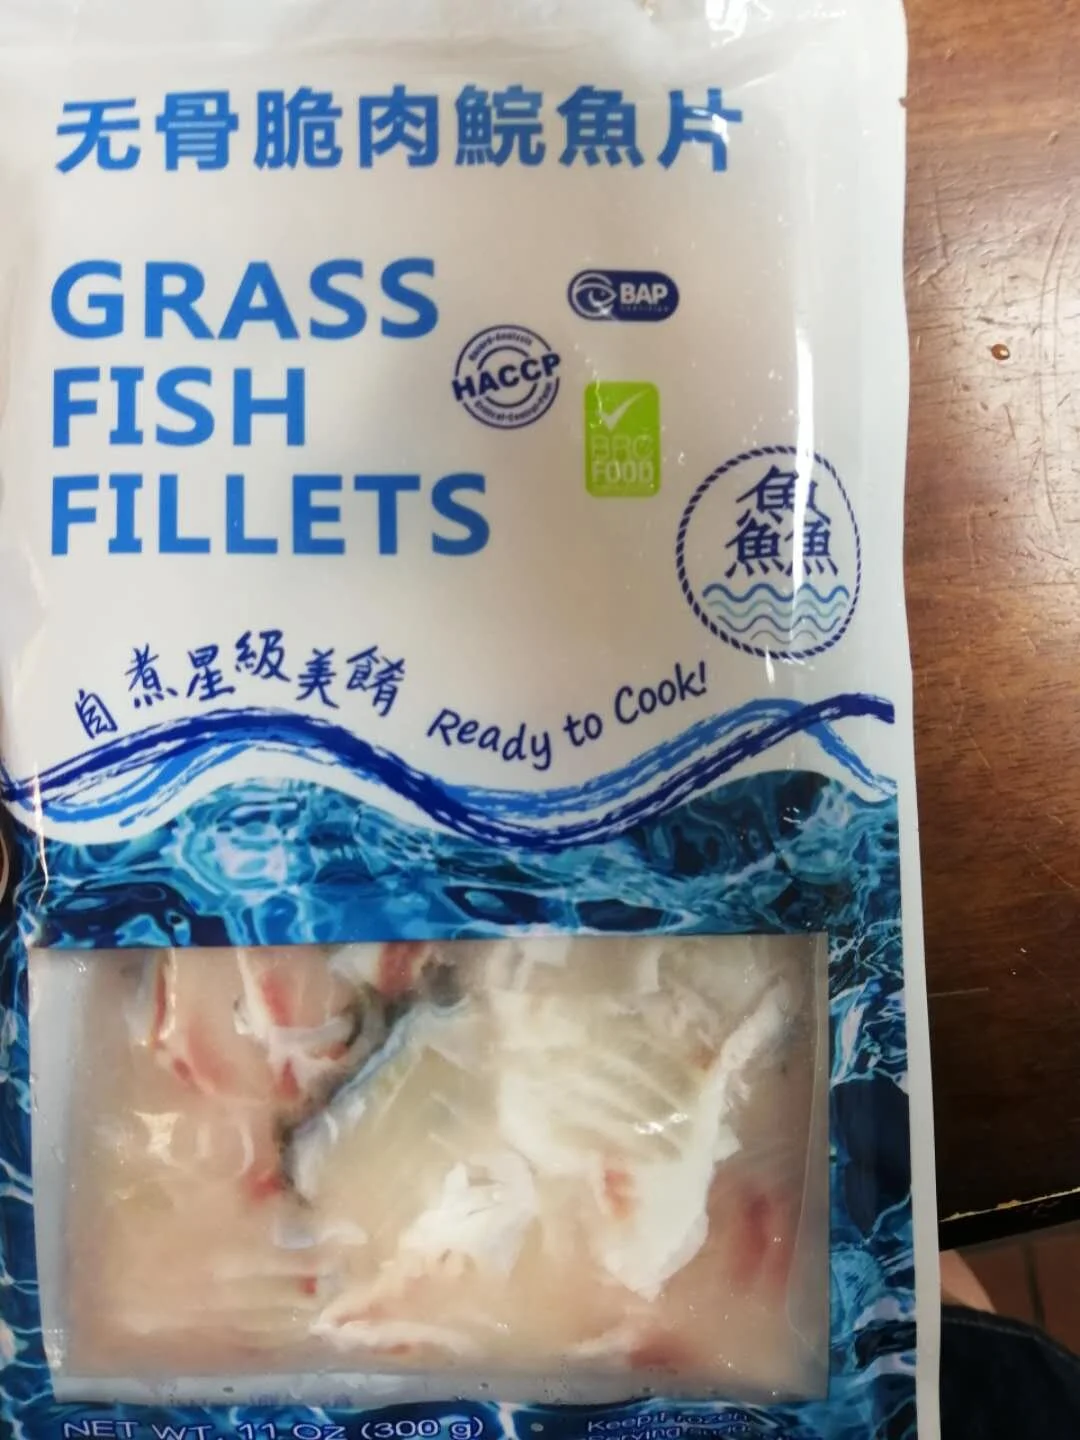 无骨脆肉鯇魚片
GRASS
FISH
FILLETS
BAP
HACCP
BRC
FOOD
鱻
自煮星級美餚
Ready to Cook!
NET WT. 11 OZ (300 g)
Keep Frozen